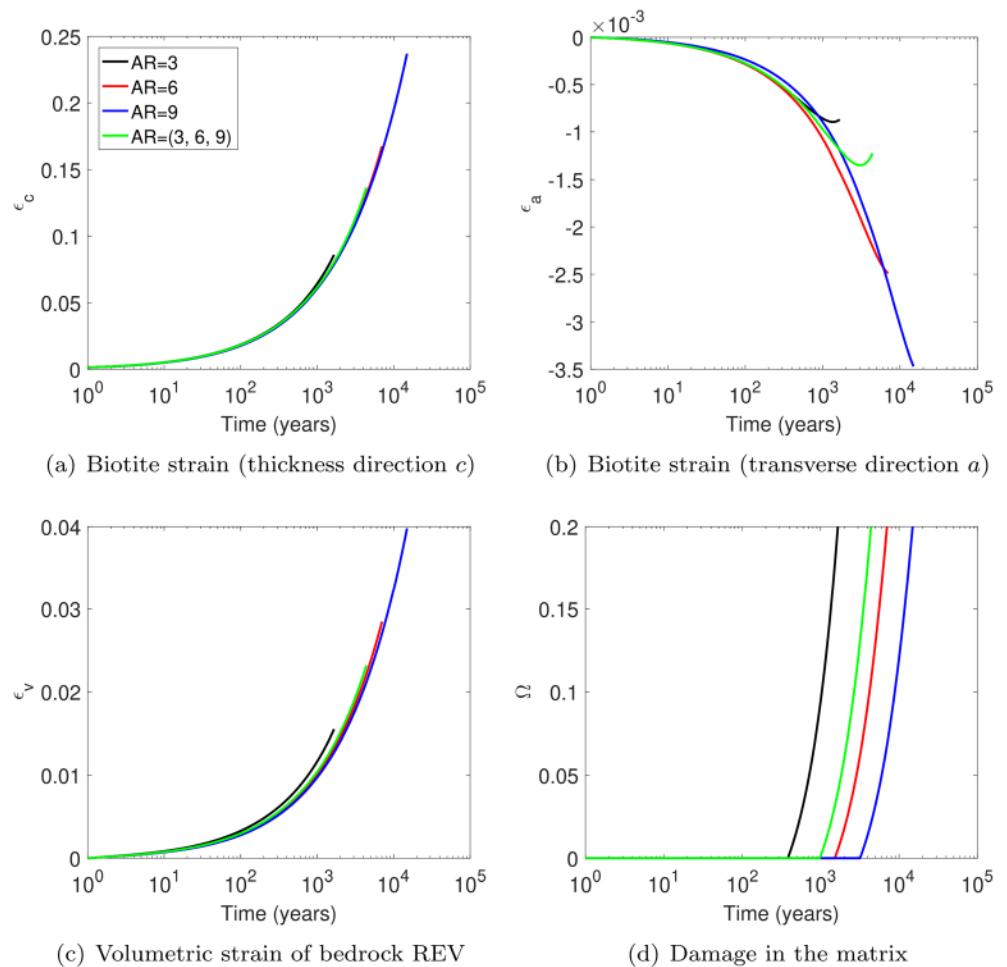 0.25
0.2
0.15
0.1
0.05
0
ϵ_c
AR=3
AR=6
AR=9
AR=(3, 6, 9)
10^0 10^1 10^2 10^3 10^4 10^5
Time (years)
(a) Biotite strain (thickness direction c)
×10^-3
0
-0.5
-1
-1.5
-2
-2.5
-3
-3.5
ϵ_a
10^0 10^1 10^2 10^3 10^4 10^5
Time (years)
(b) Biotite strain (transverse direction a)
0.04
0.03
0.02
0.01
0
ϵ_v
10^0 10^1 10^2 10^3 10^4 10^5
Time (years)
(c) Volumetric strain of bedrock REV
0.2
0.15
0.1
0.05
0
Ω
10^0 10^1 10^2 10^3 10^4 10^5
Time (years)
(d) Damage in the matrix